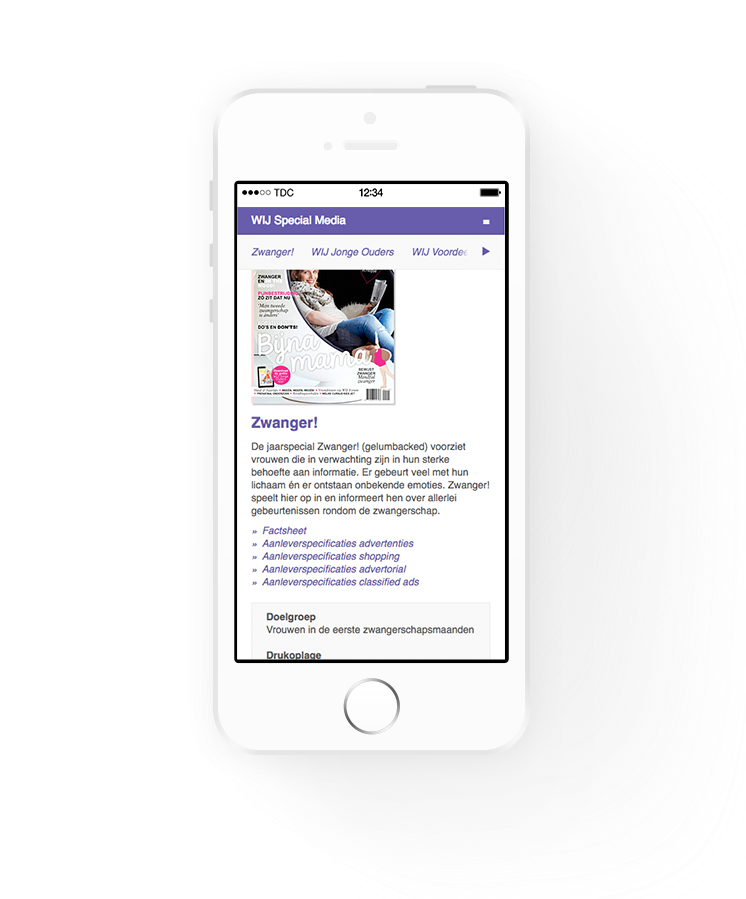 TDC 12:34
WIJ Special Media
Zwanger! WIJ Jonge Ouders WIJ Voordee
ZWANGER
EN
ZO ZIT DAT NU
'Mijn tweede
zwangerschap
is anders'
DO'S EN DON'TS!
Bijna
mama
BEWUST
ZWANGER
Mindful
zwanger
Zwanger!
De jaarspecial Zwanger! (gelumbacked) voorziet
vrouwen die in verwachting zijn in hun sterke
behoefte aan informatie. Er gebeurt veel met hun
lichaam én er ontstaan onbekende emoties. Zwanger!
speelt hier op in en informeert hen over allerlei
gebeurtenissen rondom de zwangerschap.
» Factsheet
» Aanleverspecificaties advertenties
» Aanleverspecificaties shopping
» Aanleverspecificaties advertorial
» Aanleverspecificaties classified ads
Doelgroep
Vrouwen in de eerste zwangerschapsmaanden
Drukoplage